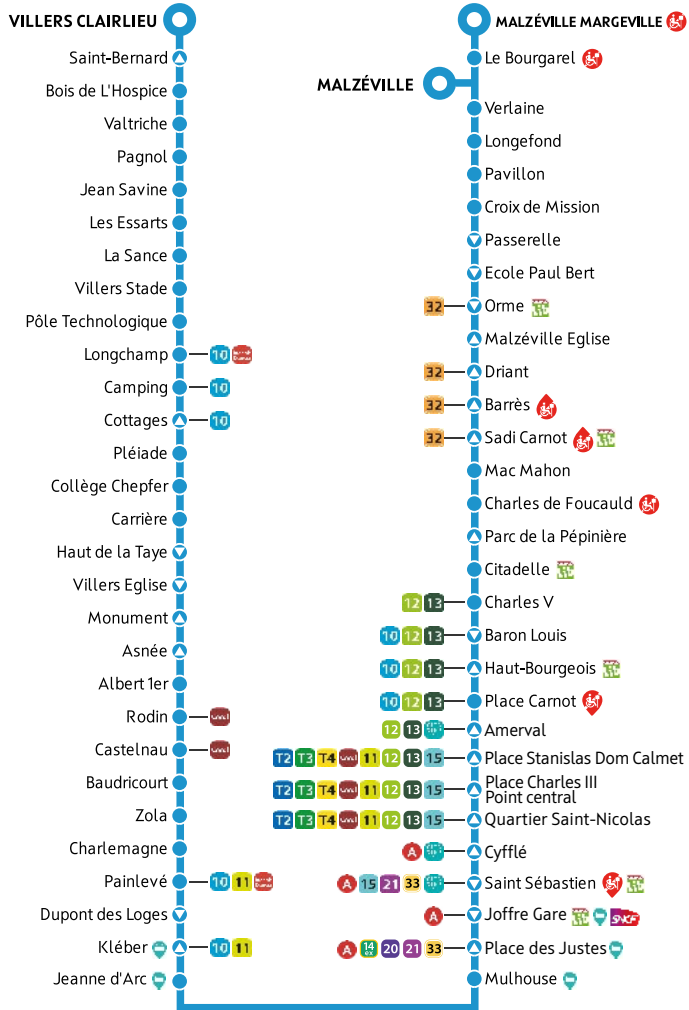 VILLERS CLAIRLIEU
Saint-Bernard
Bois de L'Hospice
Valtriche
Pagnol
Jean Savine
Les Essarts
La Sance
Villers Stade
Pôle Technologique
Longchamp 10
Camping 10
Cottages 10
Pléiade
Collège Chepfer
Carrière
Haut de la Taye
Villers Eglise
Monument
Asnée
Albert 1er
Rodin
Castelnau
Baudricourt
Zola
Charlemagne
Painlevé 10 11
Dupont des Loges
Kléber 10 11
Jeanne d'Arc
MALZÉVILLE MARGEVILLE
Le Bourgarel
MALZÉVILLE
Verlaine
Longefond
Pavillon
Croix de Mission
Passerelle
Ecole Paul Bert
32 Orme
Malzéville Eglise
32 Driant
32 Barrès
32 Sadi Carnot
Mac Mahon
Charles de Foucauld
Parc de la Pépinière
Citadelle
12 13 Charles V
10 12 13 Baron Louis
10 12 13 Haut-Bourgeois
10 12 13 Place Carnot
12 13 Amerval
T2 T3 T4 11 12 13 15 Place Stanislas Dom Calmet
T2 T3 T4 11 12 13 15 Place Charles III
Point central
T2 T3 T4 11 12 13 15 Quartier Saint-Nicolas
A Cyfflé
A 15 21 33 Saint Sébastien
A Joffre Gare SNCF
A 14 ex 20 21 33 Place des Justes
Mulhouse